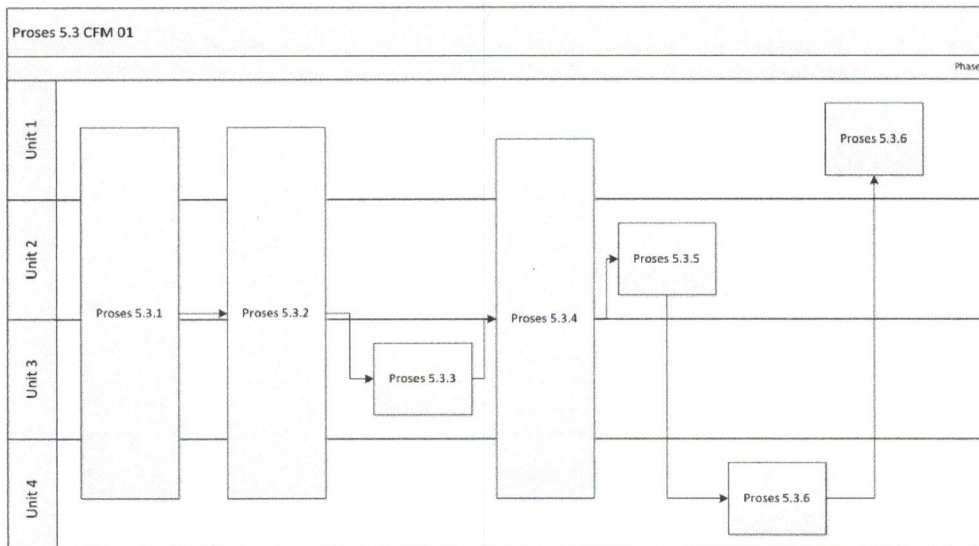 Proses 5.3 CFM 01
Phase
Unit 1
Proses 5.3.6
Unit 2
Proses 5.3.5
Proses 5.3.1
Proses 5.3.2
Proses 5.3.4
Unit 3
Proses 5.3.3
Unit 4
Proses 5.3.6